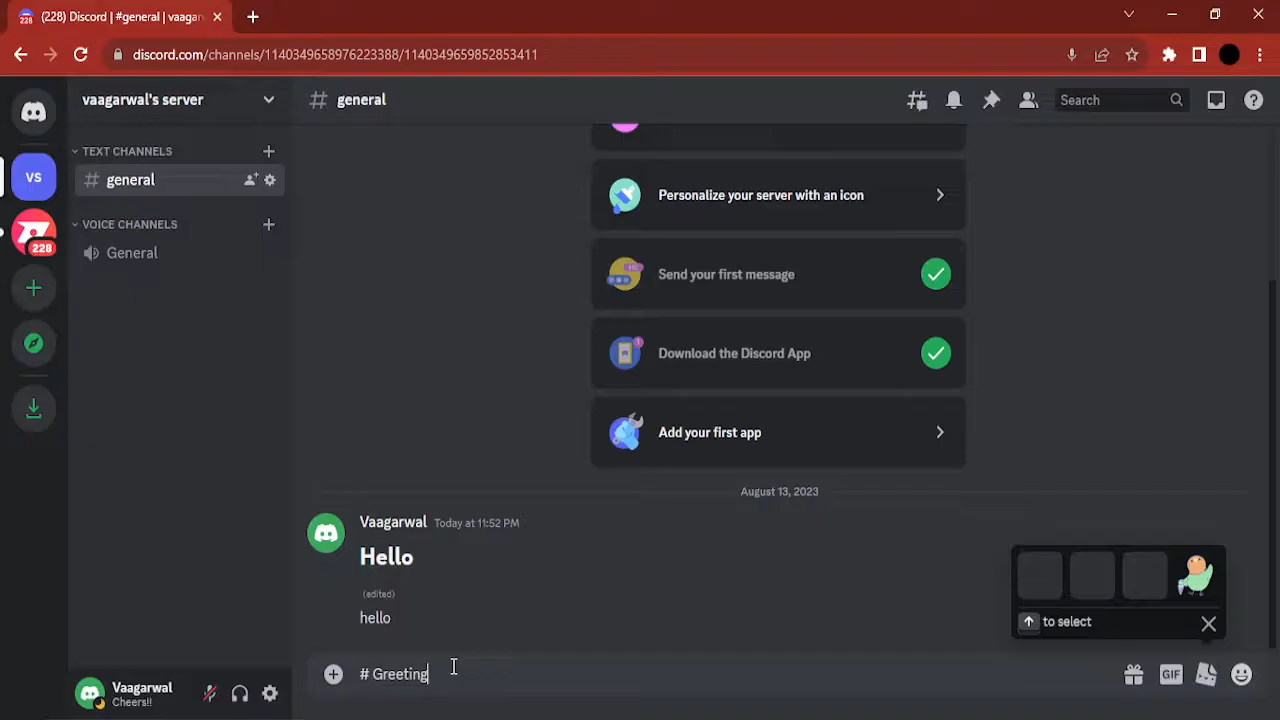 (228) Discord | #general | vaagar
228
discord.com/channels/1140349658976223388/1140349659852853411
vaagarwal's server
# general
Search
TEXT CHANNELS
# general
VS
Personalize your server with an icon
VOICE CHANNELS
228
General
Send your first message
Download the Discord App
Add your first app
August 13, 2023
Vaagarwal Today at 11:52 PM
Hello
(edited)
hello
to select
# Greeting
GIF
Vaagarwal
Cheers!!